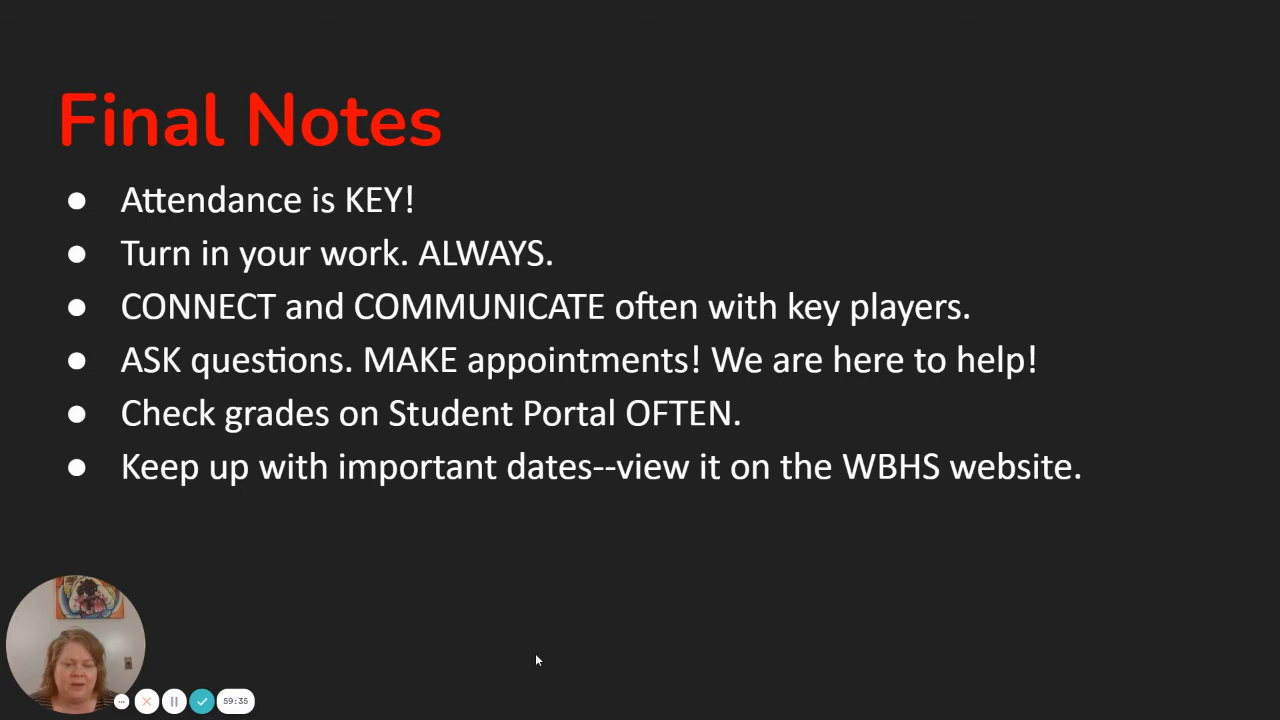 Final Notes
● Attendance is KEY!
● Turn in your work. ALWAYS.
● CONNECT and COMMUNICATE often with key players.
● ASK questions. MAKE appointments! We are here to help!
● Check grades on Student Portal OFTEN.
● Keep up with important dates--view it on the WBHS website.
59:35